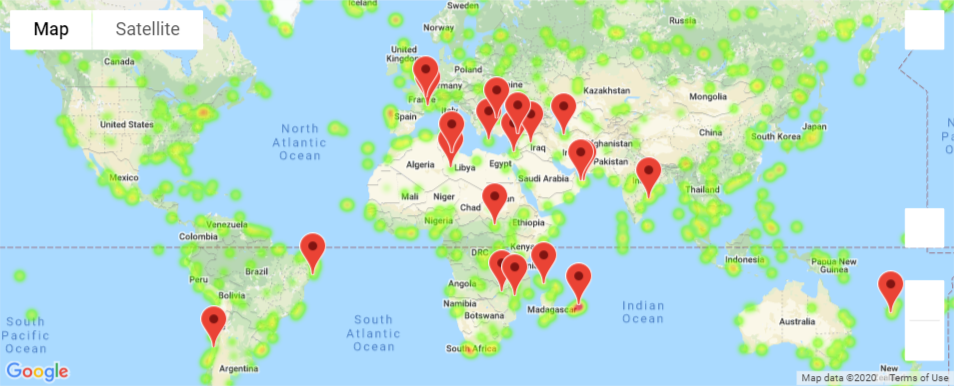 Map Satellite
Iceland
Sweden
Norway
Russia
Canada
United
Kingdom
Poland
Kazakhstan
France
Mongolia
United States
Spain
North
Atlantic
Ocean
China
South Korea
Japan
Iraq
Afghanistan
Pakistan
Algeria
Libya
Egypt
Mexico
Saudi Arabia
Mali
Niger
Chad
Thailand
Nigeria
Ethiopia
Venezuela
Colombia
DRC
Kenya
Indonesia
Papua New
Guinea
Peru
Brazil
Angola
Bolivia
Namibia
Botswana
Madagascar
Indian
Ocean
Australia
South
Pacific
Ocean
South
Atlantic
Ocean
South Africa
Argentina
New
Google
Map data ©2020
Terms of Use